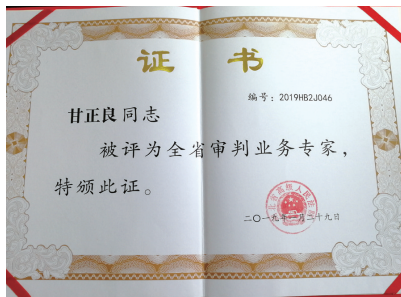 证 书
编号：2019HB2J046
甘正良同志
被评为全省审判业务专家，
特颁此证。
二〇一九年 月二十九日